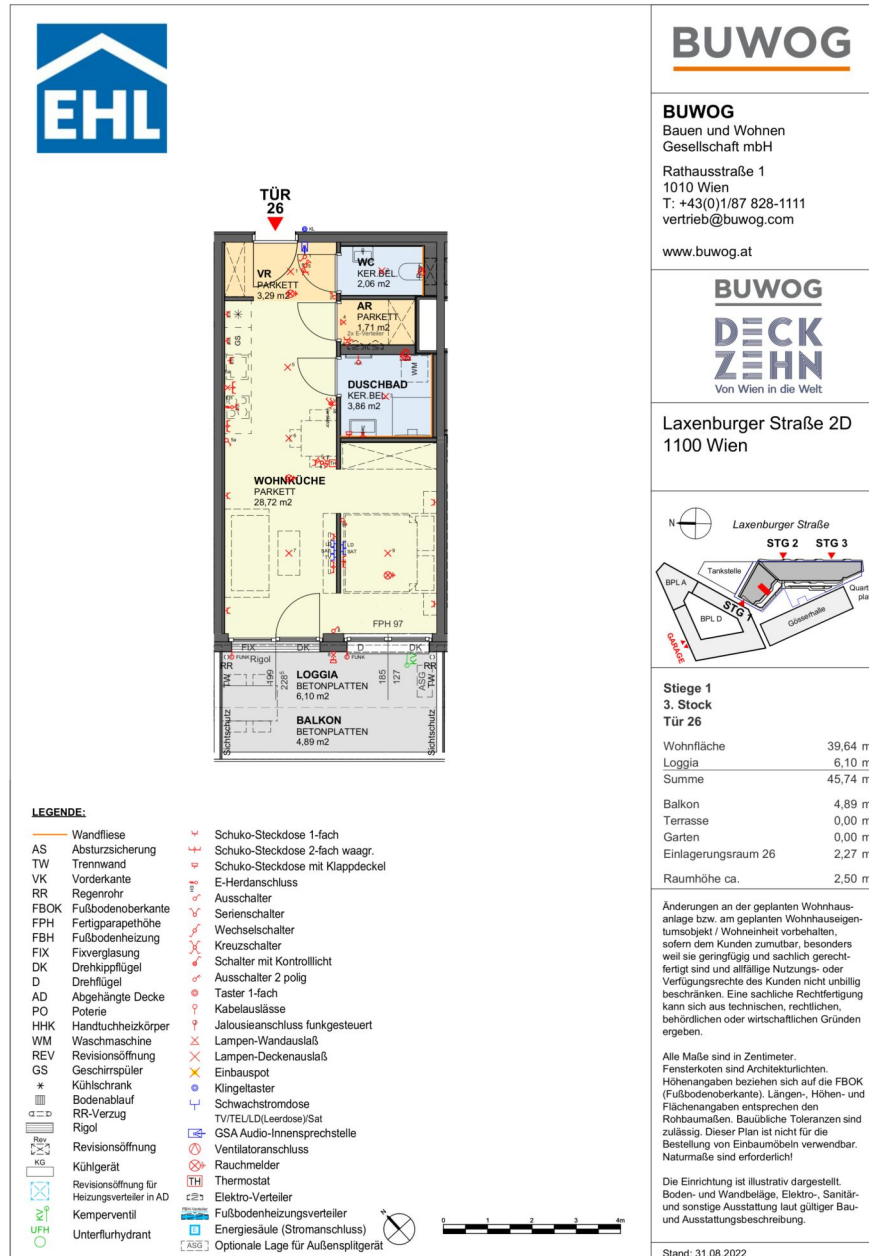 EHL
TÜR
26
KL
VR
PARKETT
3,29 m2
WC
KER.BEL.
2,06 m2
AR
PARKETT
1,71 m2
2x E-Verteiler
GS
WM
DUSCHBAD
KER.BEL.
3,86 m2
WOHNKÜCHE
PARKETT
28,72 m2
LD
SAT
FPH 97
FIX
DK
D
DK
FUNK
Rigol
FUNK
KV
RR
TW
199
228⁵
LOGGIA
BETONPLATTEN
6,10 m2
185
127
ASG
RR
TW
Sichtschutz
BALKON
BETONPLATTEN
4,89 m2
Sichtschutz
LEGENDE:
Wandfliese
AS Absturzsicherung
TW Trennwand
VK Vorderkante
RR Regenrohr
FBOK Fußbodenoberkante
FPH Fertigparapethöhe
FBH Fußbodenheizung
FIX Fixverglasung
DK Drehkippflügel
D Drehflügel
AD Abgehängte Decke
PO Poterie
HHK Handtuchheizkörper
WM Waschmaschine
REV Revisionsöffnung
GS Geschirrspüler
* Kühlschrank
Bodenablauf
RR-Verzug
Rigol
Rev Revisionsöffnung
KG Kühlgerät
Revisionsöffnung für
Heizungsverteiler in AD
KV Kemperventil
UFH Unterflurhydrant
Schuko-Steckdose 1-fach
Schuko-Steckdose 2-fach waagr.
Schuko-Steckdose mit Klappdeckel
E-Herdanschluss
Ausschalter
Serienschalter
Wechselschalter
Kreuzschalter
Schalter mit Kontrolllicht
Ausschalter 2 polig
Taster 1-fach
Kabelauslässe
Jalousieanschluss funkgesteuert
Lampen-Wandauslaß
Lampen-Deckenauslaß
Einbauspot
Klingeltaster
Schwachstromdose
TV/TEL/LD(Leerdose)/Sat
GSA Audio-Innensprechstelle
Ventilatoranschluss
Rauchmelder
TH Thermostat
Elektro-Verteiler
Fußbodenheizungsverteiler
E Energiesäule (Stromanschluss)
ASG Optionale Lage für Außensplitgerät
0 1 2 3 4m
BUWOG
BUWOG
Bauen und Wohnen
Gesellschaft mbH
Rathausstraße 1
1010 Wien
T: +43(0)1/87 828-1111
vertrieb@buwog.com
www.buwog.at
BUWOG
DECK
ZEHN
Von Wien in die Welt
Laxenburger Straße 2D
1100 Wien
N
Laxenburger Straße
STG 2 STG 3
Tankstelle
BPL A
BPL D
STG 1
Gösserhalle
Quart
pla
GARAGE
Stiege 1
3. Stock
Tür 26
Wohnfläche 39,64 m
Loggia 6,10 m
Summe 45,74 m
Balkon 4,89 m
Terrasse 0,00 m
Garten 0,00 m
Einlagerungsraum 26 2,27 m
Raumhöhe ca. 2,50 m
Änderungen an der geplanten Wohnhaus-
anlage bzw. am geplanten Wohnhauseigen-
tumsobjekt / Wohneinheit vorbehalten,
sofern dem Kunden zumutbar, besonders
weil sie geringfügig und sachlich gerecht-
fertigt sind und allfällige Nutzungs- oder
Verfügungsrechte des Kunden nicht unbillig
beschränken. Eine sachliche Rechtfertigung
kann sich aus technischen, rechtlichen,
behördlichen oder wirtschaftlichen Gründen
ergeben.
Alle Maße sind in Zentimeter.
Fensterkoten sind Architekturlichten.
Höhenangaben beziehen sich auf die FBOK
(Fußbodenoberkante). Längen-, Höhen- und
Flächenangaben entsprechen den
Rohbaumaßen. Bauübliche Toleranzen sind
zulässig. Dieser Plan ist nicht für die
Bestellung von Einbaumöbeln verwendbar.
Naturmaße sind erforderlich!
Die Einrichtung ist illustrativ dargestellt.
Boden- und Wandbeläge, Elektro-, Sanitär-
und sonstige Ausstattung laut gültiger Bau-
und Ausstattungsbeschreibung.
Stand: 31.08.2022